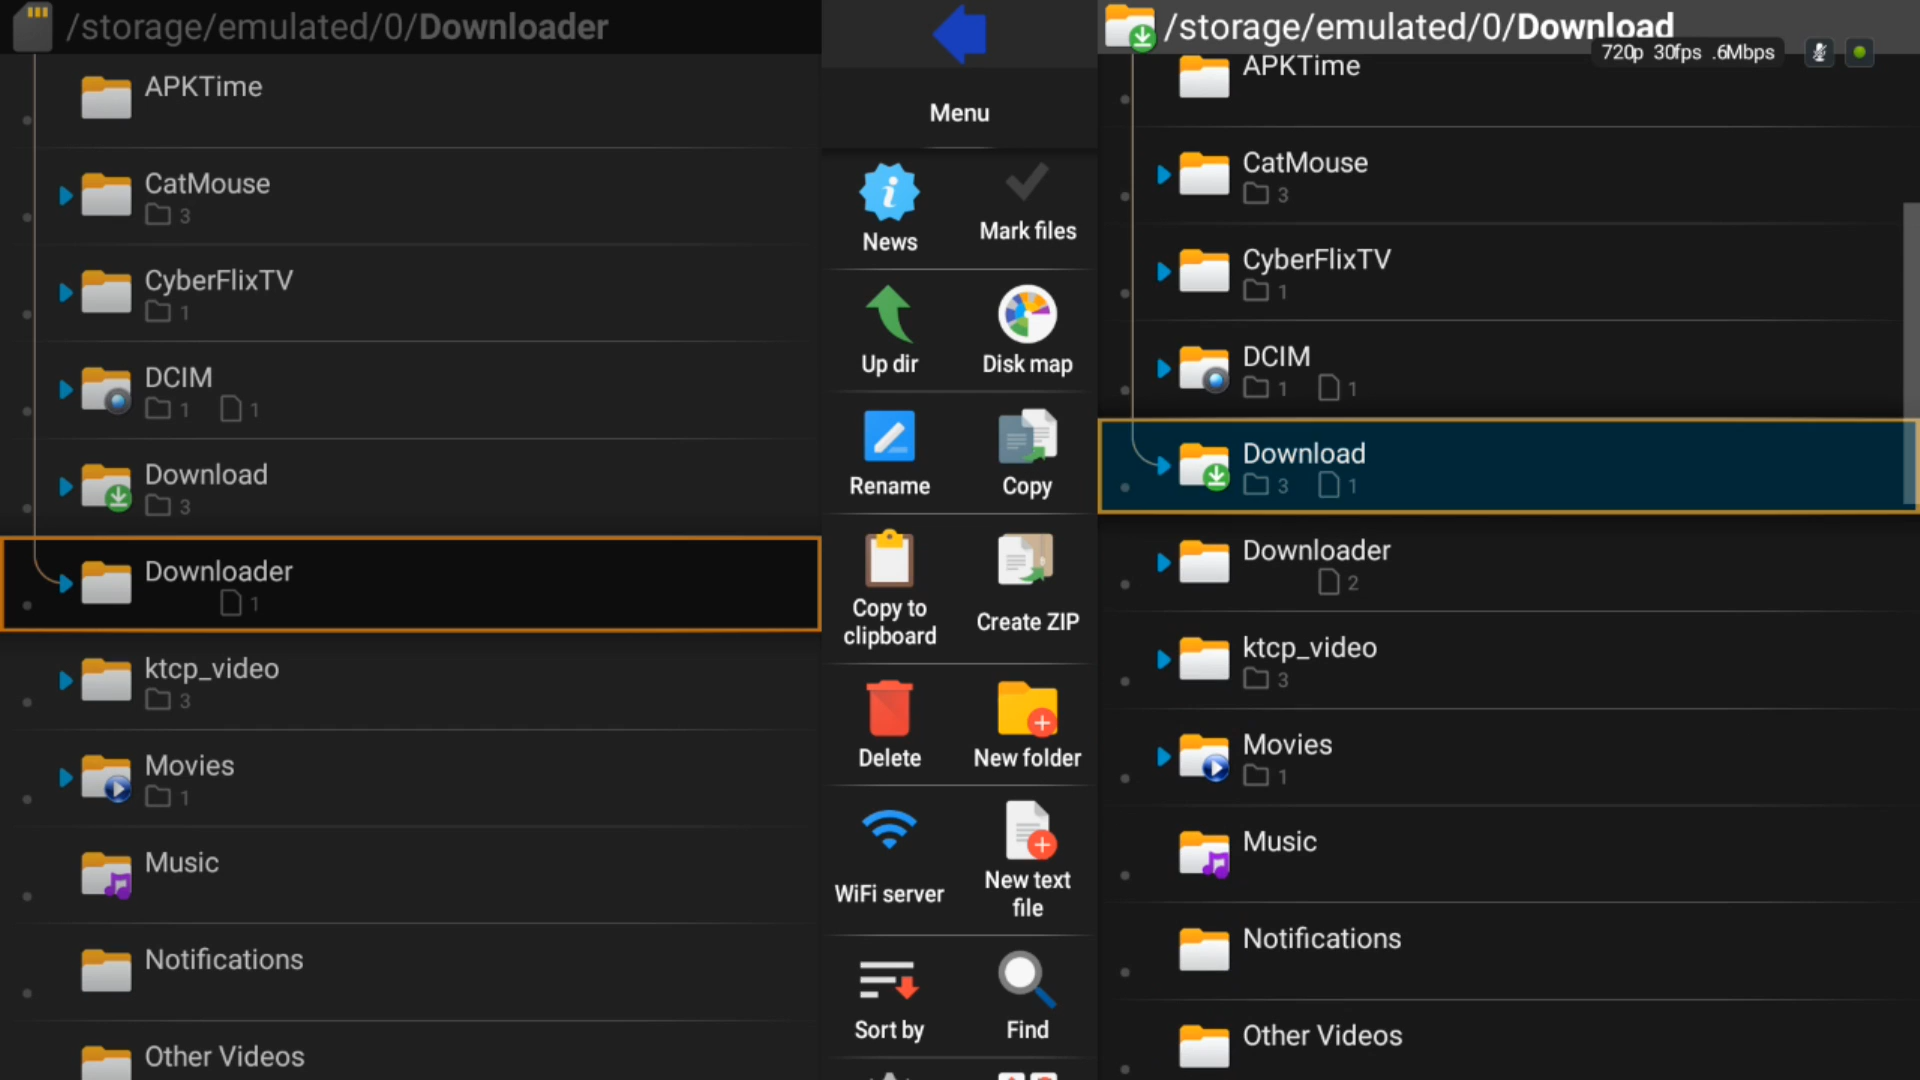 /storage/emulated/0/Downloader
APKTime
CatMouse
3
CyberFlixTV
1
DCIM
1 1
Download
3
Downloader
1
ktcp_video
3
Movies
1
Music
Notifications
Other Videos
Menu
News
Mark files
Up dir
Disk map
Rename
Copy
Copy to
clipboard
Create ZIP
Delete
New folder
WiFi server
New text
file
Sort by
Find
/storage/emulated/0/Download
720p 30fps .6Mbps
APKTime
CatMouse
3
CyberFlixTV
1
DCIM
1 1
Download
3 1
Downloader
2
ktcp_video
3
Movies
1
Music
Notifications
Other Videos